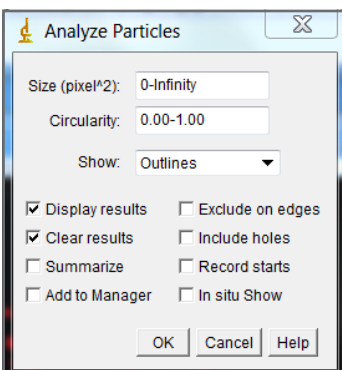 Analyze Particles
Size (pixel^2): 0-Infinity
Circularity: 0.00-1.00
Show: Outlines
Display results Exclude on edges
Clear results Include holes
Summarize Record starts
Add to Manager In situ Show
OK Cancel Help